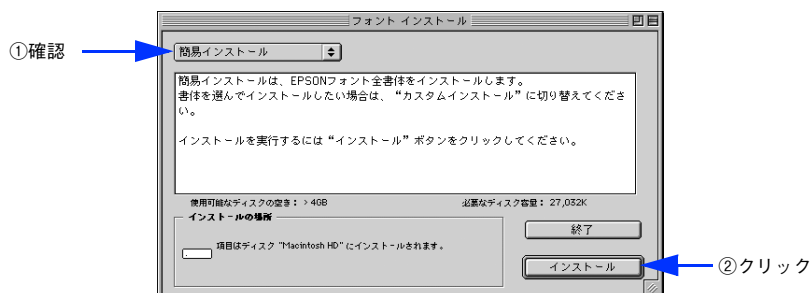 フォント インストール
①確認
簡易インストール
簡易インストールは、EPSONフォント全書体をインストールします。
書体を選んでインストールしたい場合は、“カスタムインストール”に切り替えてくださ
い。
インストールを実行するには“インストール”ボタンをクリックしてください。
使用可能なディスクの空き：＞4GB 必要なディスク容量：27,032K
インストールの場所
項目はディスク "Macintosh HD" にインストールされます。
終了
インストール
②クリック